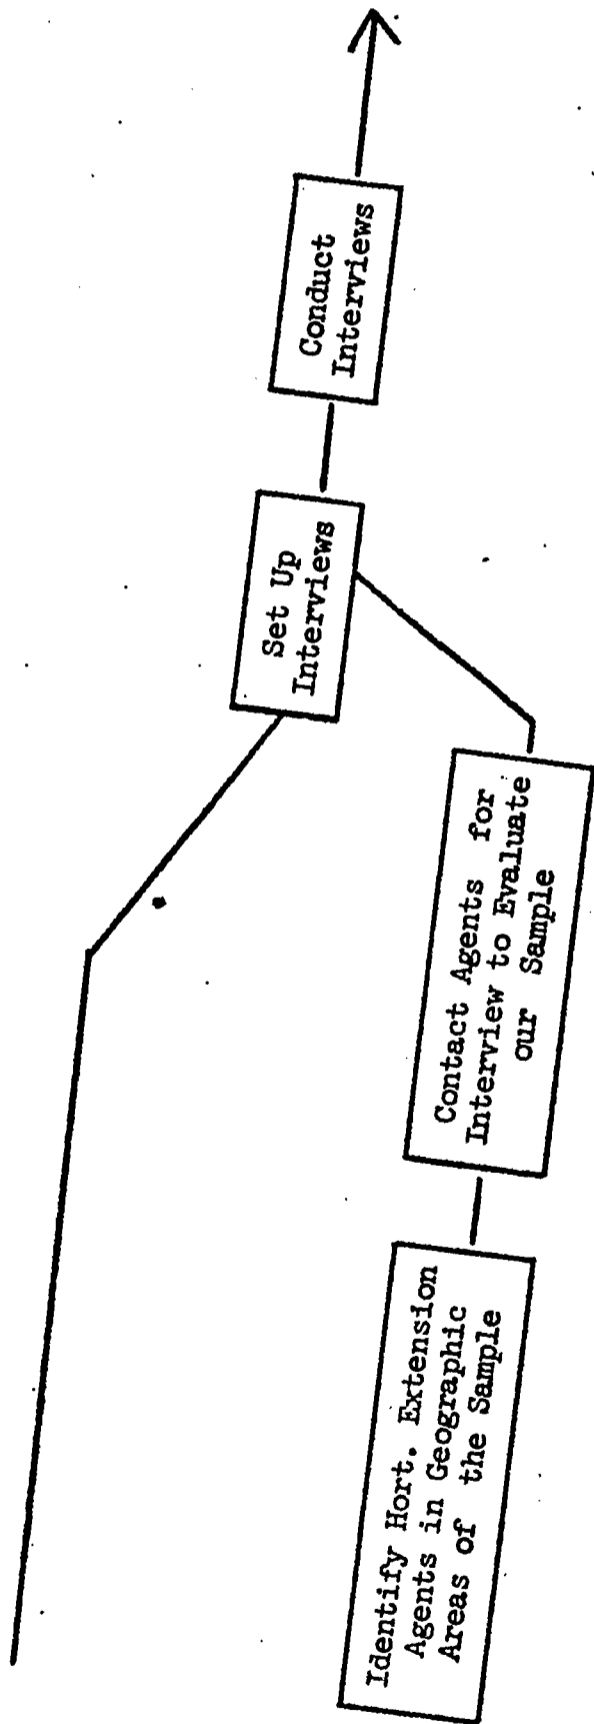 Identify Hort. Extension
Agents in Geographic
Areas of the Sample
Contact Agents for
Interview to Evaluate
our Sample
Set Up
Interviews
Conduct
Interviews